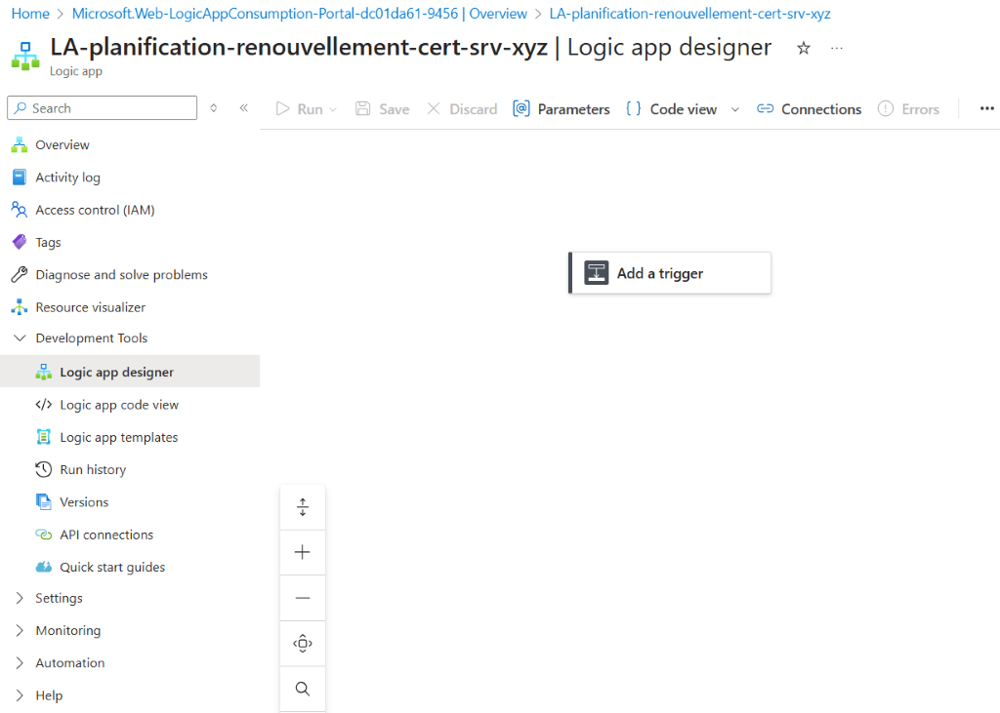 Home > Microsoft.Web-LogicAppConsumption-Portal-dc01da61-9456 | Overview > LA-planification-renouvellement-cert-srv-xyz
LA-planification-renouvellement-cert-srv-xyz | Logic app designer
Logic app
Search
Run
Save
Discard
Parameters
Code view
Connections
Errors
Overview
Activity log
Access control (IAM)
Tags
Diagnose and solve problems
Resource visualizer
Development Tools
Logic app designer
Logic app code view
Logic app templates
Run history
Versions
API connections
Quick start guides
Settings
Monitoring
Automation
Help
Add a trigger